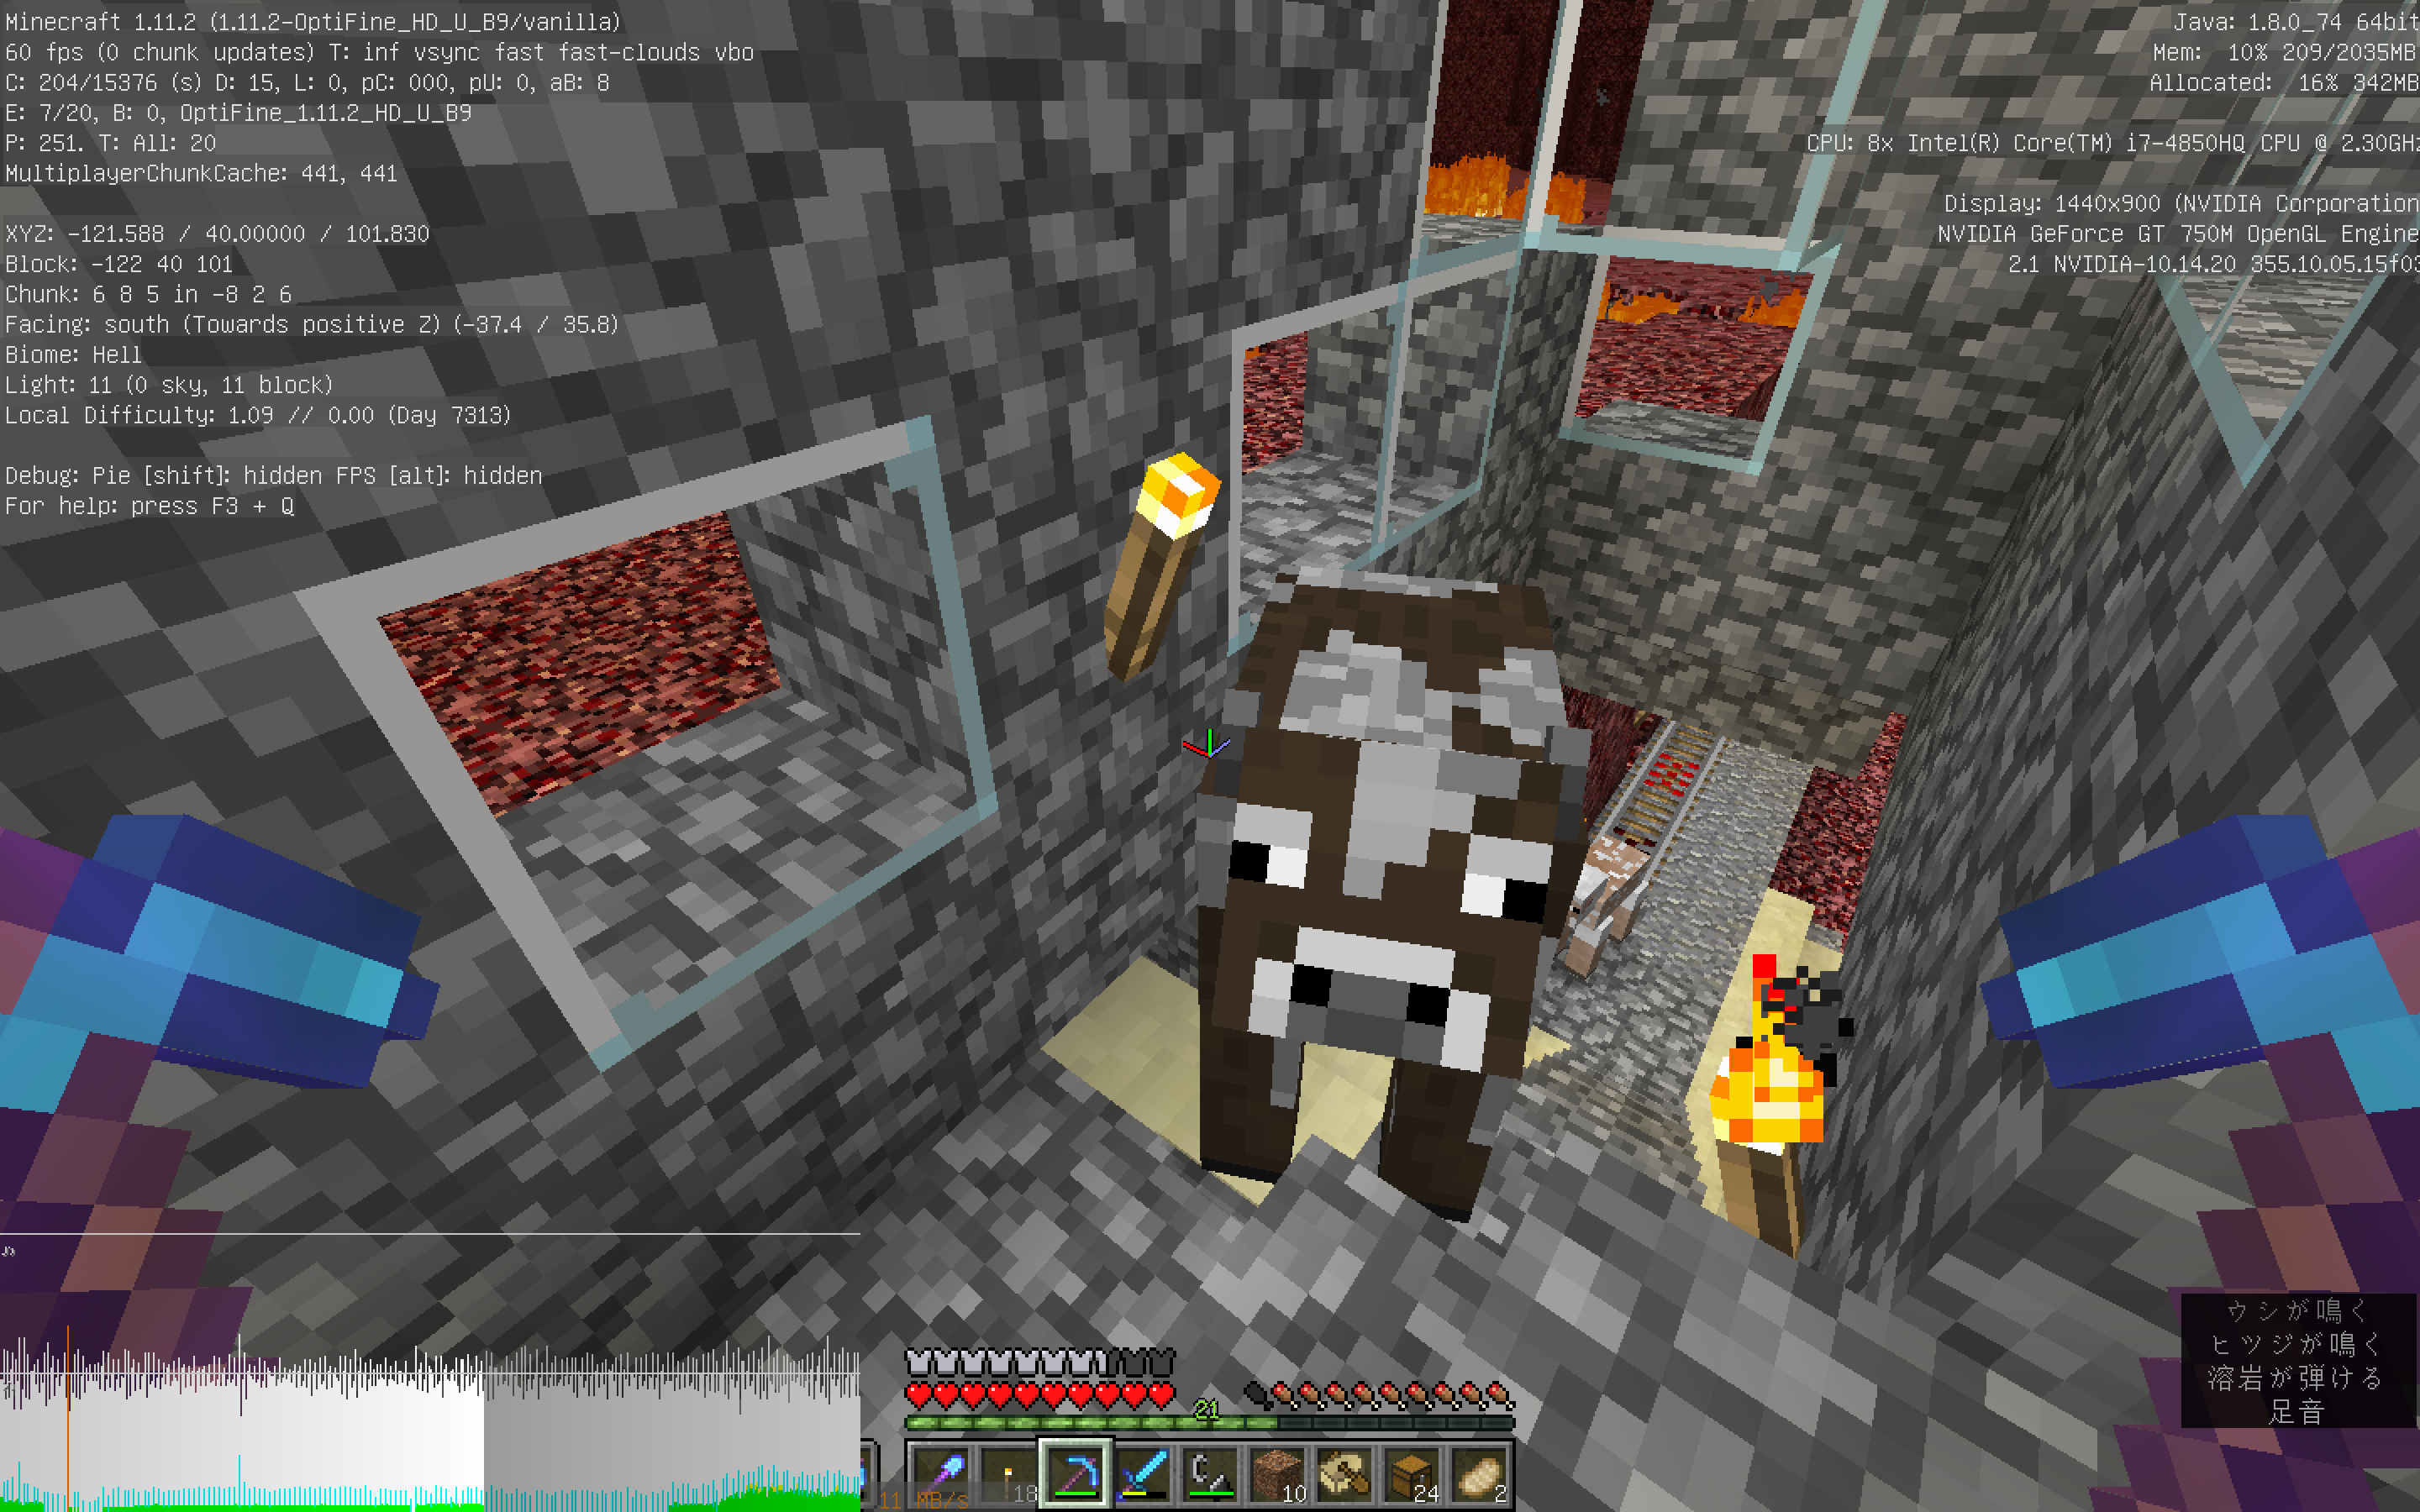 Minecraft 1.11.2 (1.11.2-OptiFine_HD_U_B9/vanilla)
60 fps (0 chunk updates) T: inf vsync fast fast-clouds vbo
C: 204/15376 (s) D: 15, L: 0, pC: 000, pU: 0, aB: 8
E: 7/20, B: 0, OptiFine_1.11.2_HD_U_B9
P: 251. T: All: 20
MultiplayerChunkCache: 441, 441
XYZ: -121.588 / 40.00000 / 101.830
Block: -122 40 101
Chunk: 6 8 5 in -8 2 6
Facing: south (Towards positive Z) (-37.4 / 35.8)
Biome: Hell
Light: 11 (0 sky, 11 block)
Local Difficulty: 1.09 // 0.00 (Day 7313)
Debug: Pie [shift]: hidden FPS [alt]: hidden
For help: press F3 + Q
Java: 1.8.0_74 64bit
Mem: 10% 209/2035MB
Allocated: 16% 342MB
CPU: 8x Intel(R) Core(TM) i7-4850HQ CPU @ 2.30GHz
Display: 1440x900 (NVIDIA Corporation
NVIDIA GeForce GT 750M OpenGL Engine
2.1 NVIDIA-10.14.20 355.10.05.15f03
ウシが鳴く
ヒツジが鳴く
溶岩が弾ける
足音
21
11 MB/s
18
10
24
2